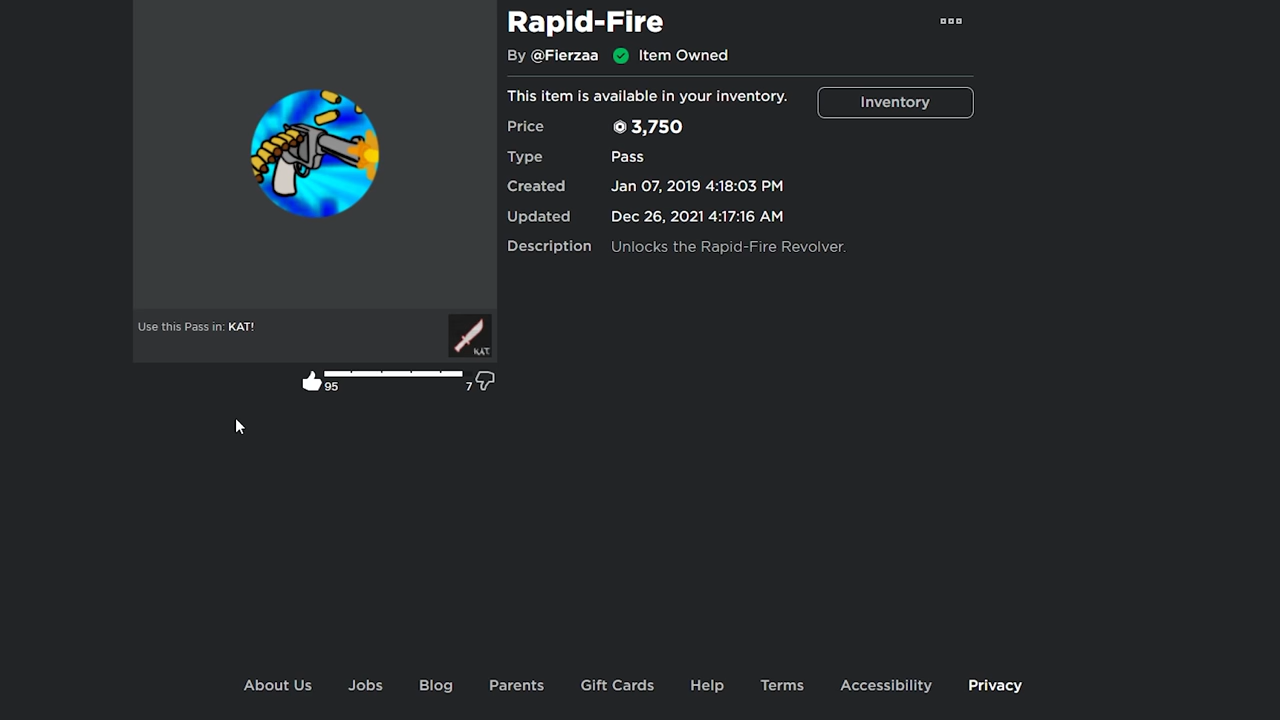 Rapid-Fire
By @Fierzaa Item Owned
This item is available in your inventory.
Inventory
Price 3,750
Type Pass
Created Jan 07, 2019 4:18:03 PM
Updated Dec 26, 2021 4:17:16 AM
Description Unlocks the Rapid-Fire Revolver.
Use this Pass in: KAT!
KAT
95 7
About Us Jobs Blog Parents Gift Cards Help Terms Accessibility Privacy